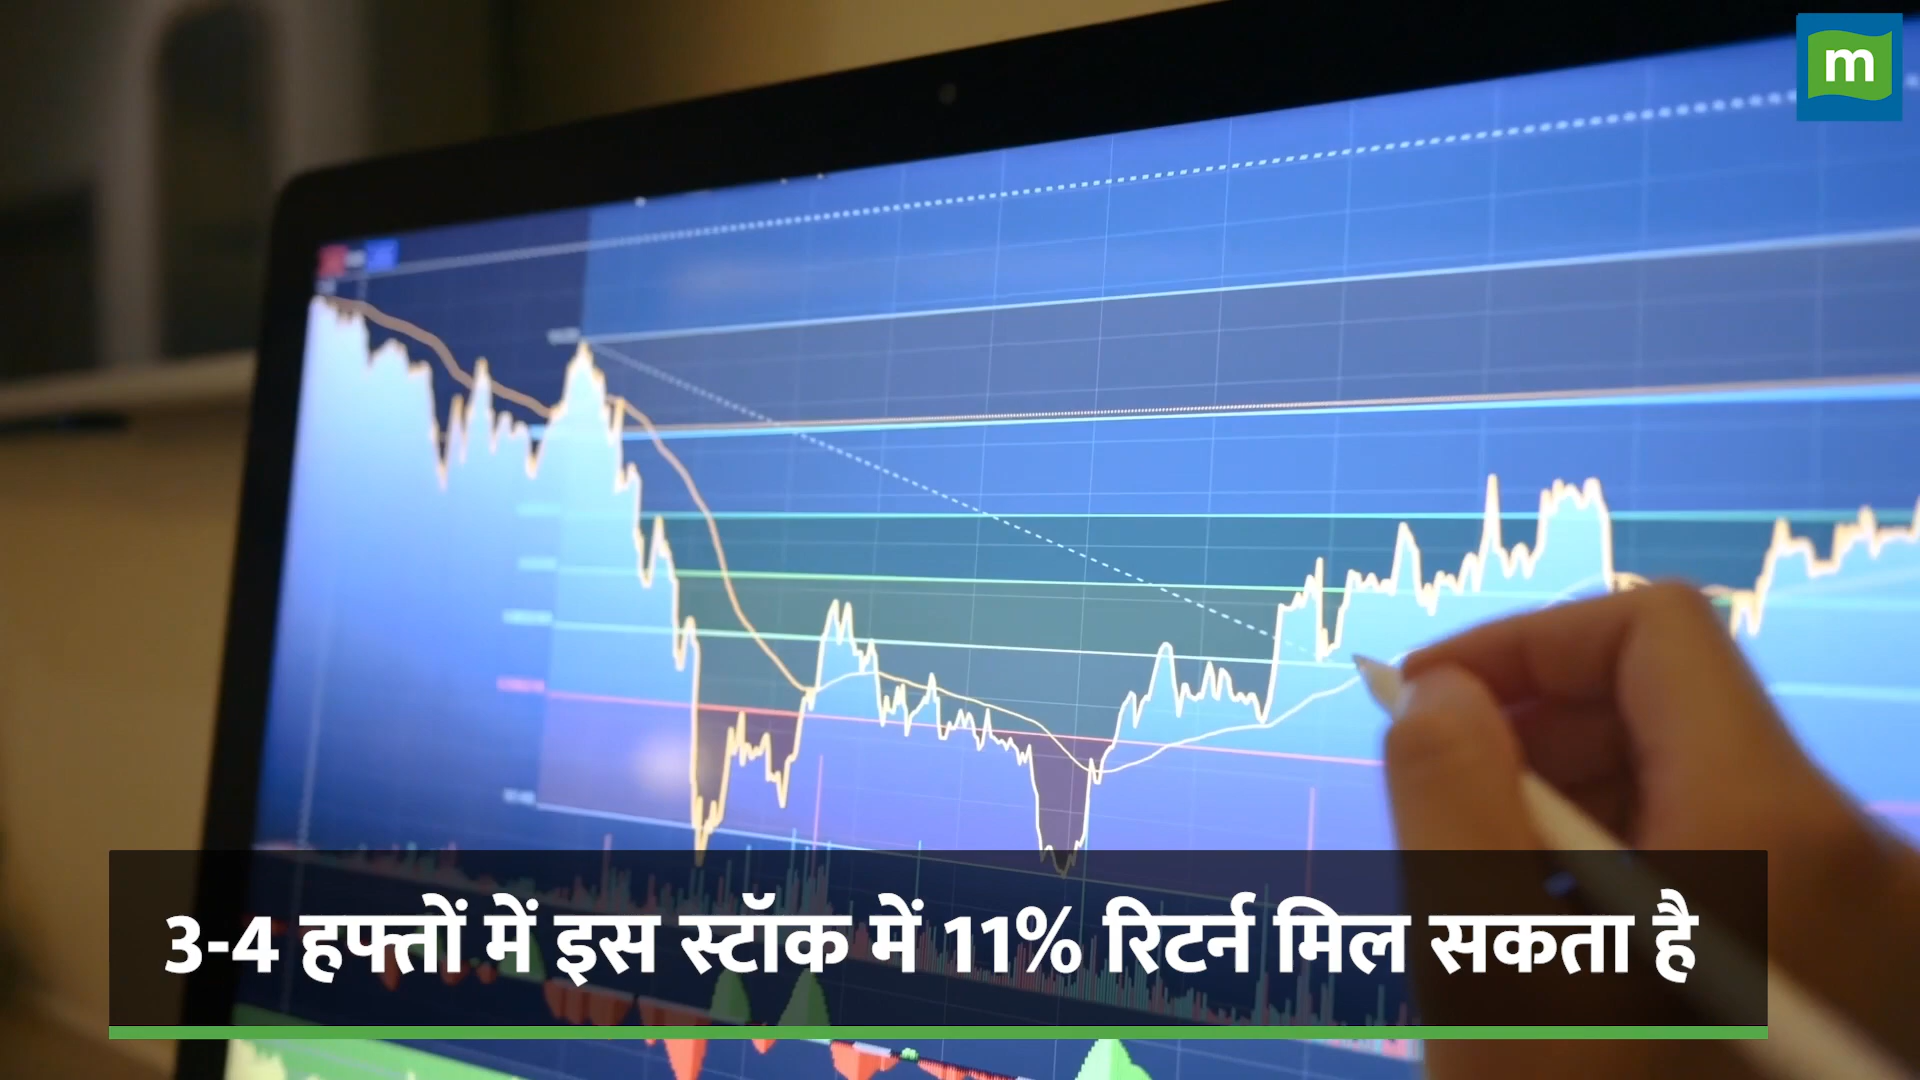 m
3-4 हफ्तों में इस स्टॉक में 11% रिटर्न मिल सकता है